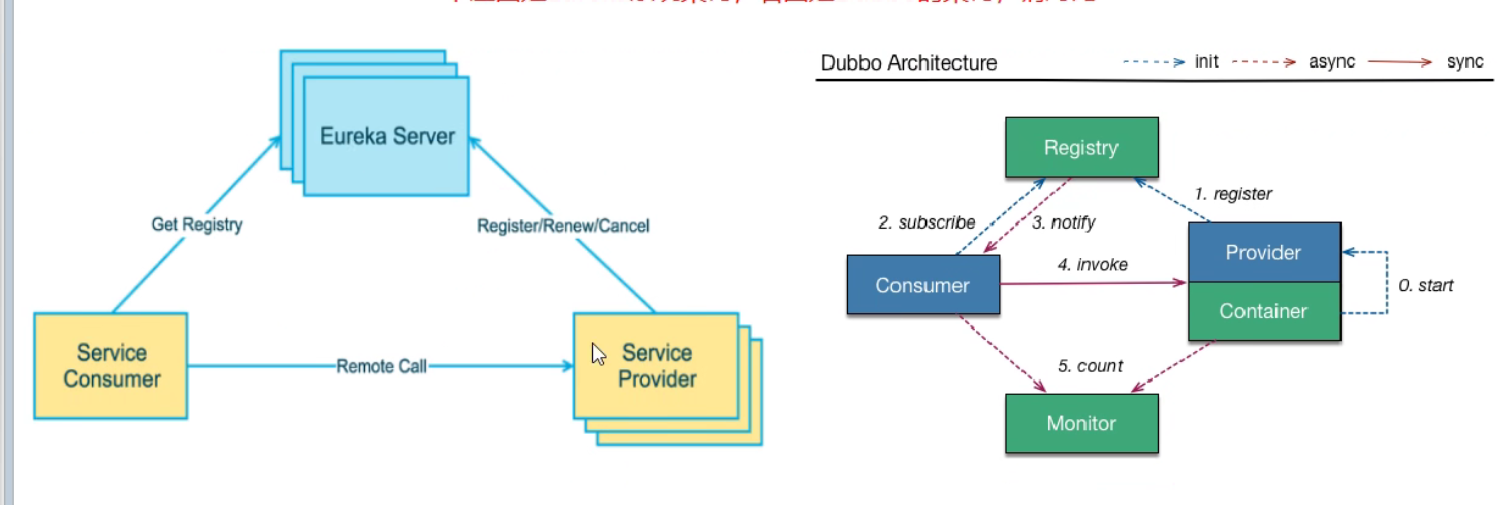 Eureka Server
Get Registry
Register/Renew/Cancel
Service
Consumer
Remote Call
Service
Provider
Dubbo Architecture
init
async
sync
Registry
1. register
2. subscribe
3. notify
Provider
Consumer
4. invoke
0. start
Container
5. count
Monitor